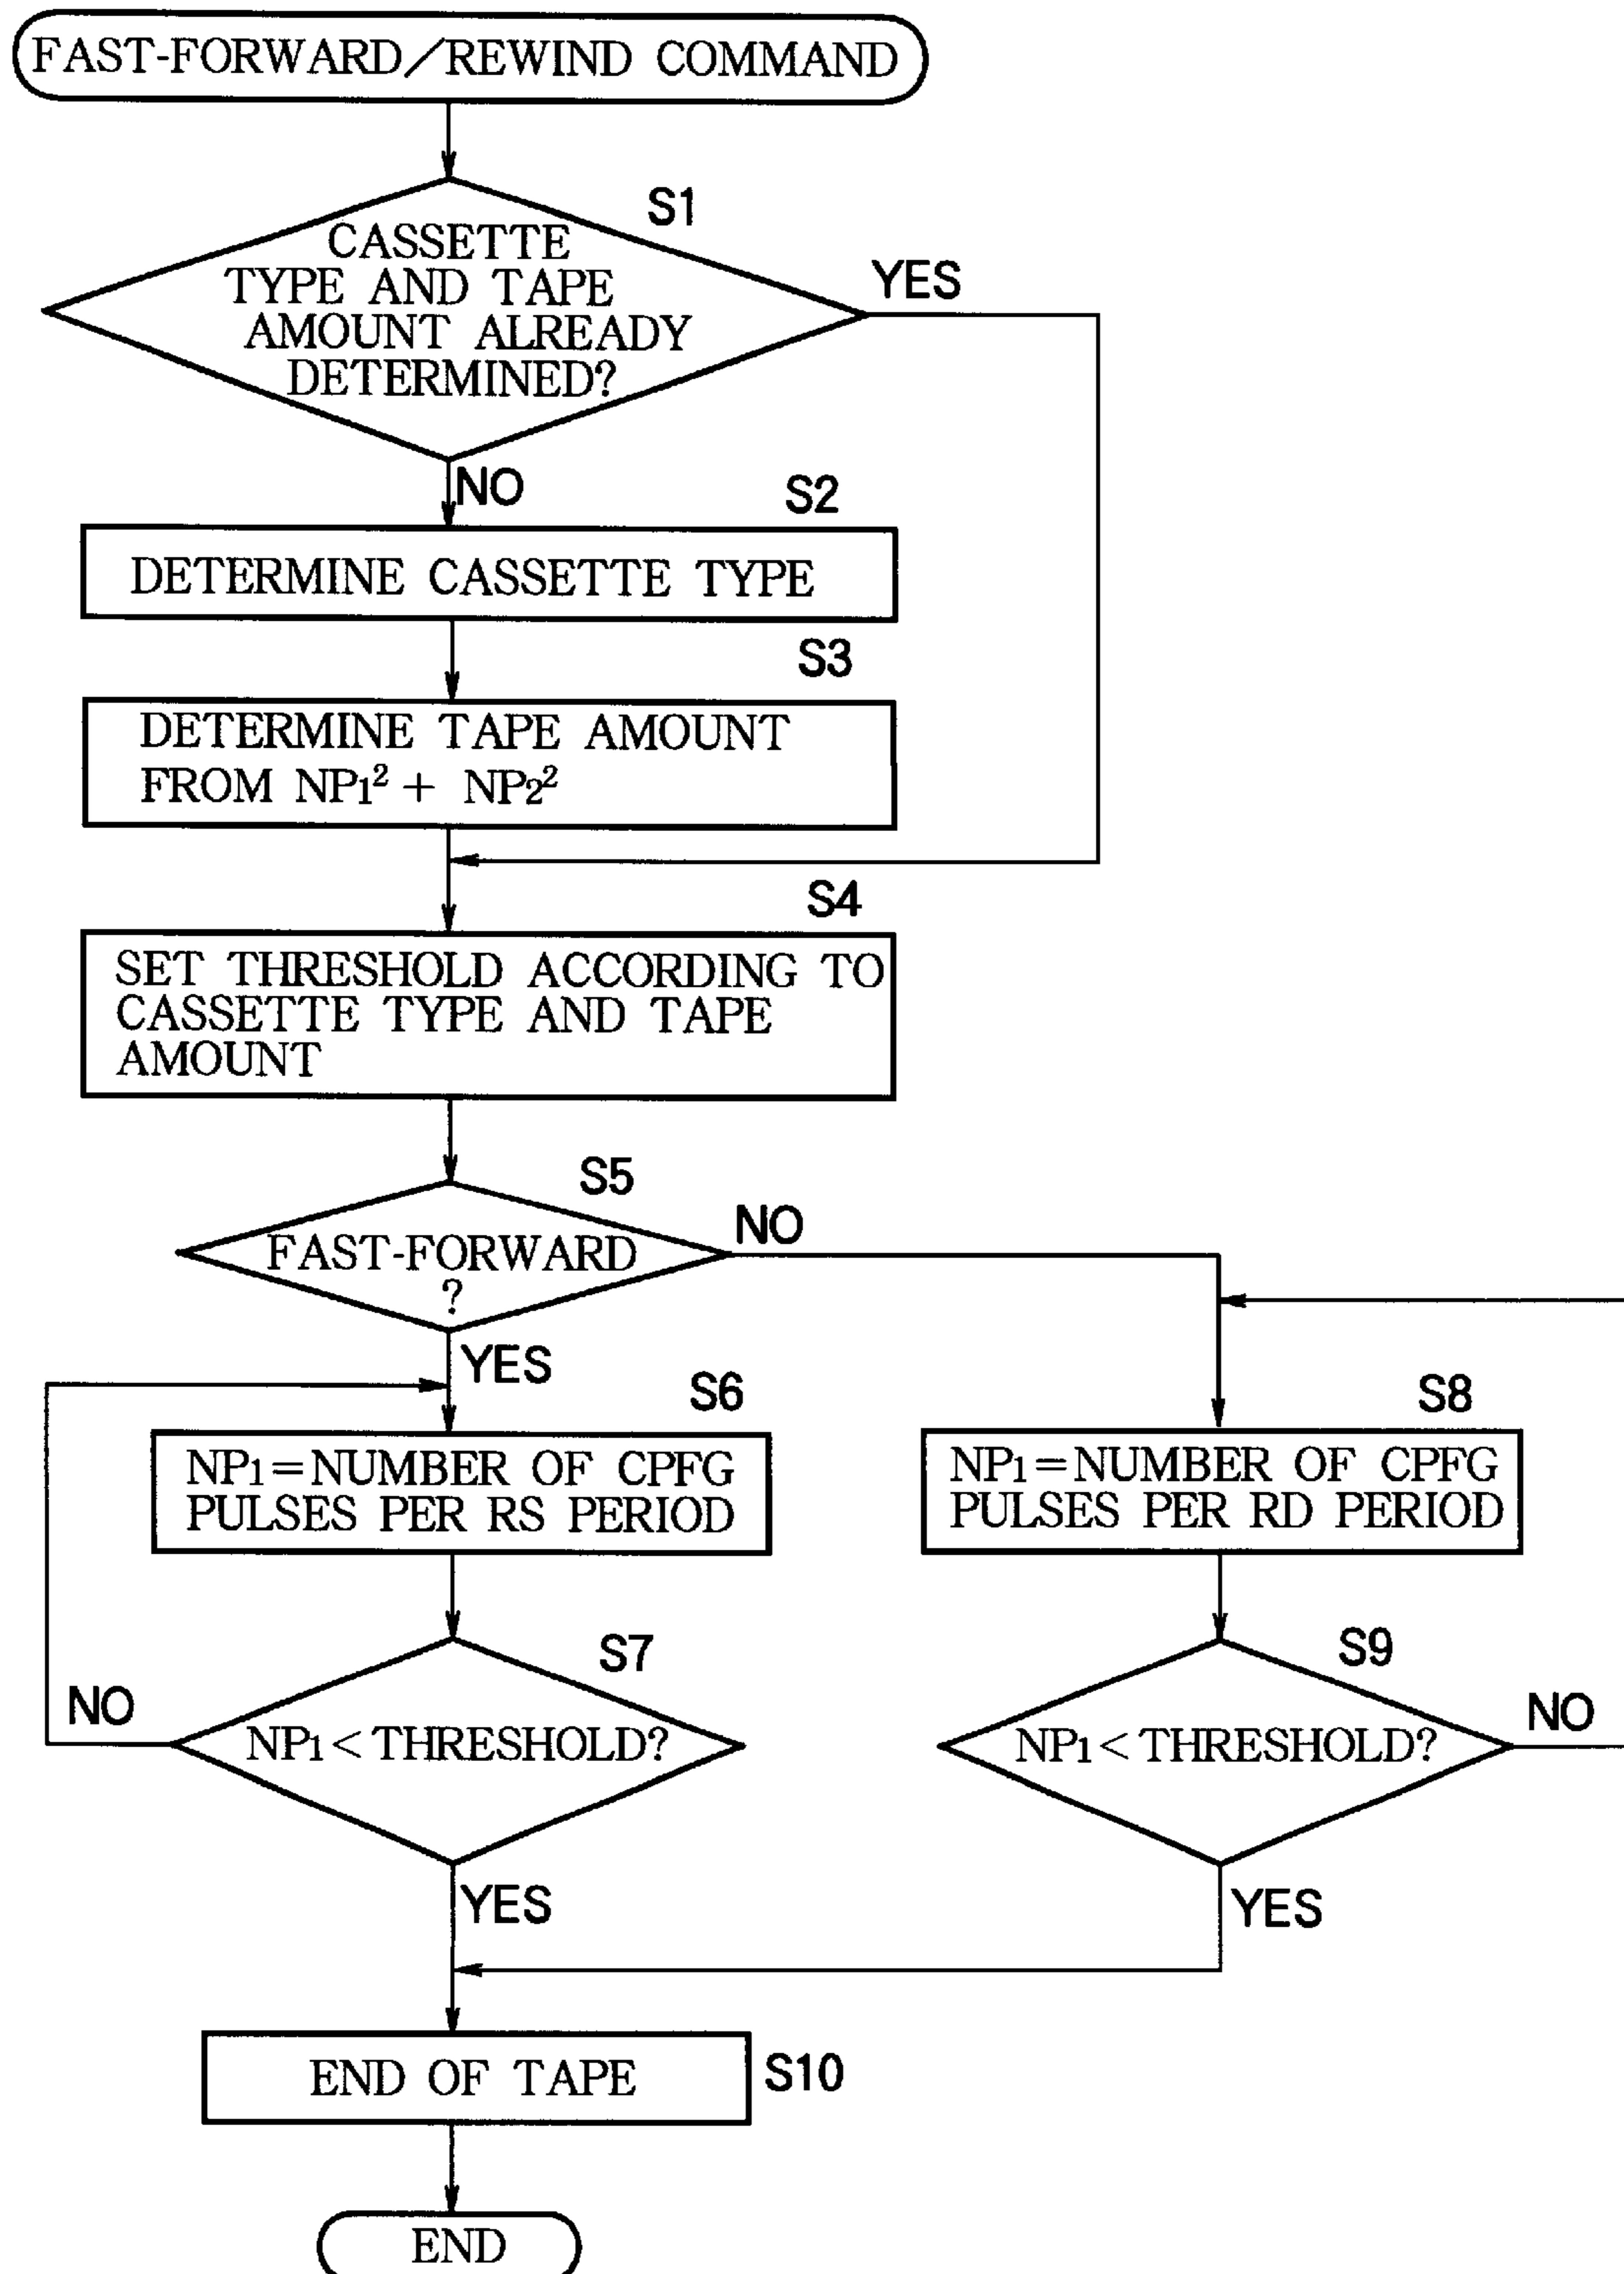 FAST-FORWARD/REWIND COMMAND
S1
CASSETTE
TYPE AND TAPE
AMOUNT ALREADY
DETERMINED?
YES
NO
S2
DETERMINE CASSETTE TYPE
S3
DETERMINE TAPE AMOUNT
FROM NP₁² + NP₂²
S4
SET THRESHOLD ACCORDING TO
CASSETTE TYPE AND TAPE
AMOUNT
S5
FAST-FORWARD
?
NO
YES
S6
NP₁=NUMBER OF CPFG
PULSES PER RS PERIOD
S8
NP₁=NUMBER OF CPFG
PULSES PER RD PERIOD
S7
NP₁<THRESHOLD?
NO
YES
S9
NP₁<THRESHOLD?
NO
YES
END OF TAPE
S10
END